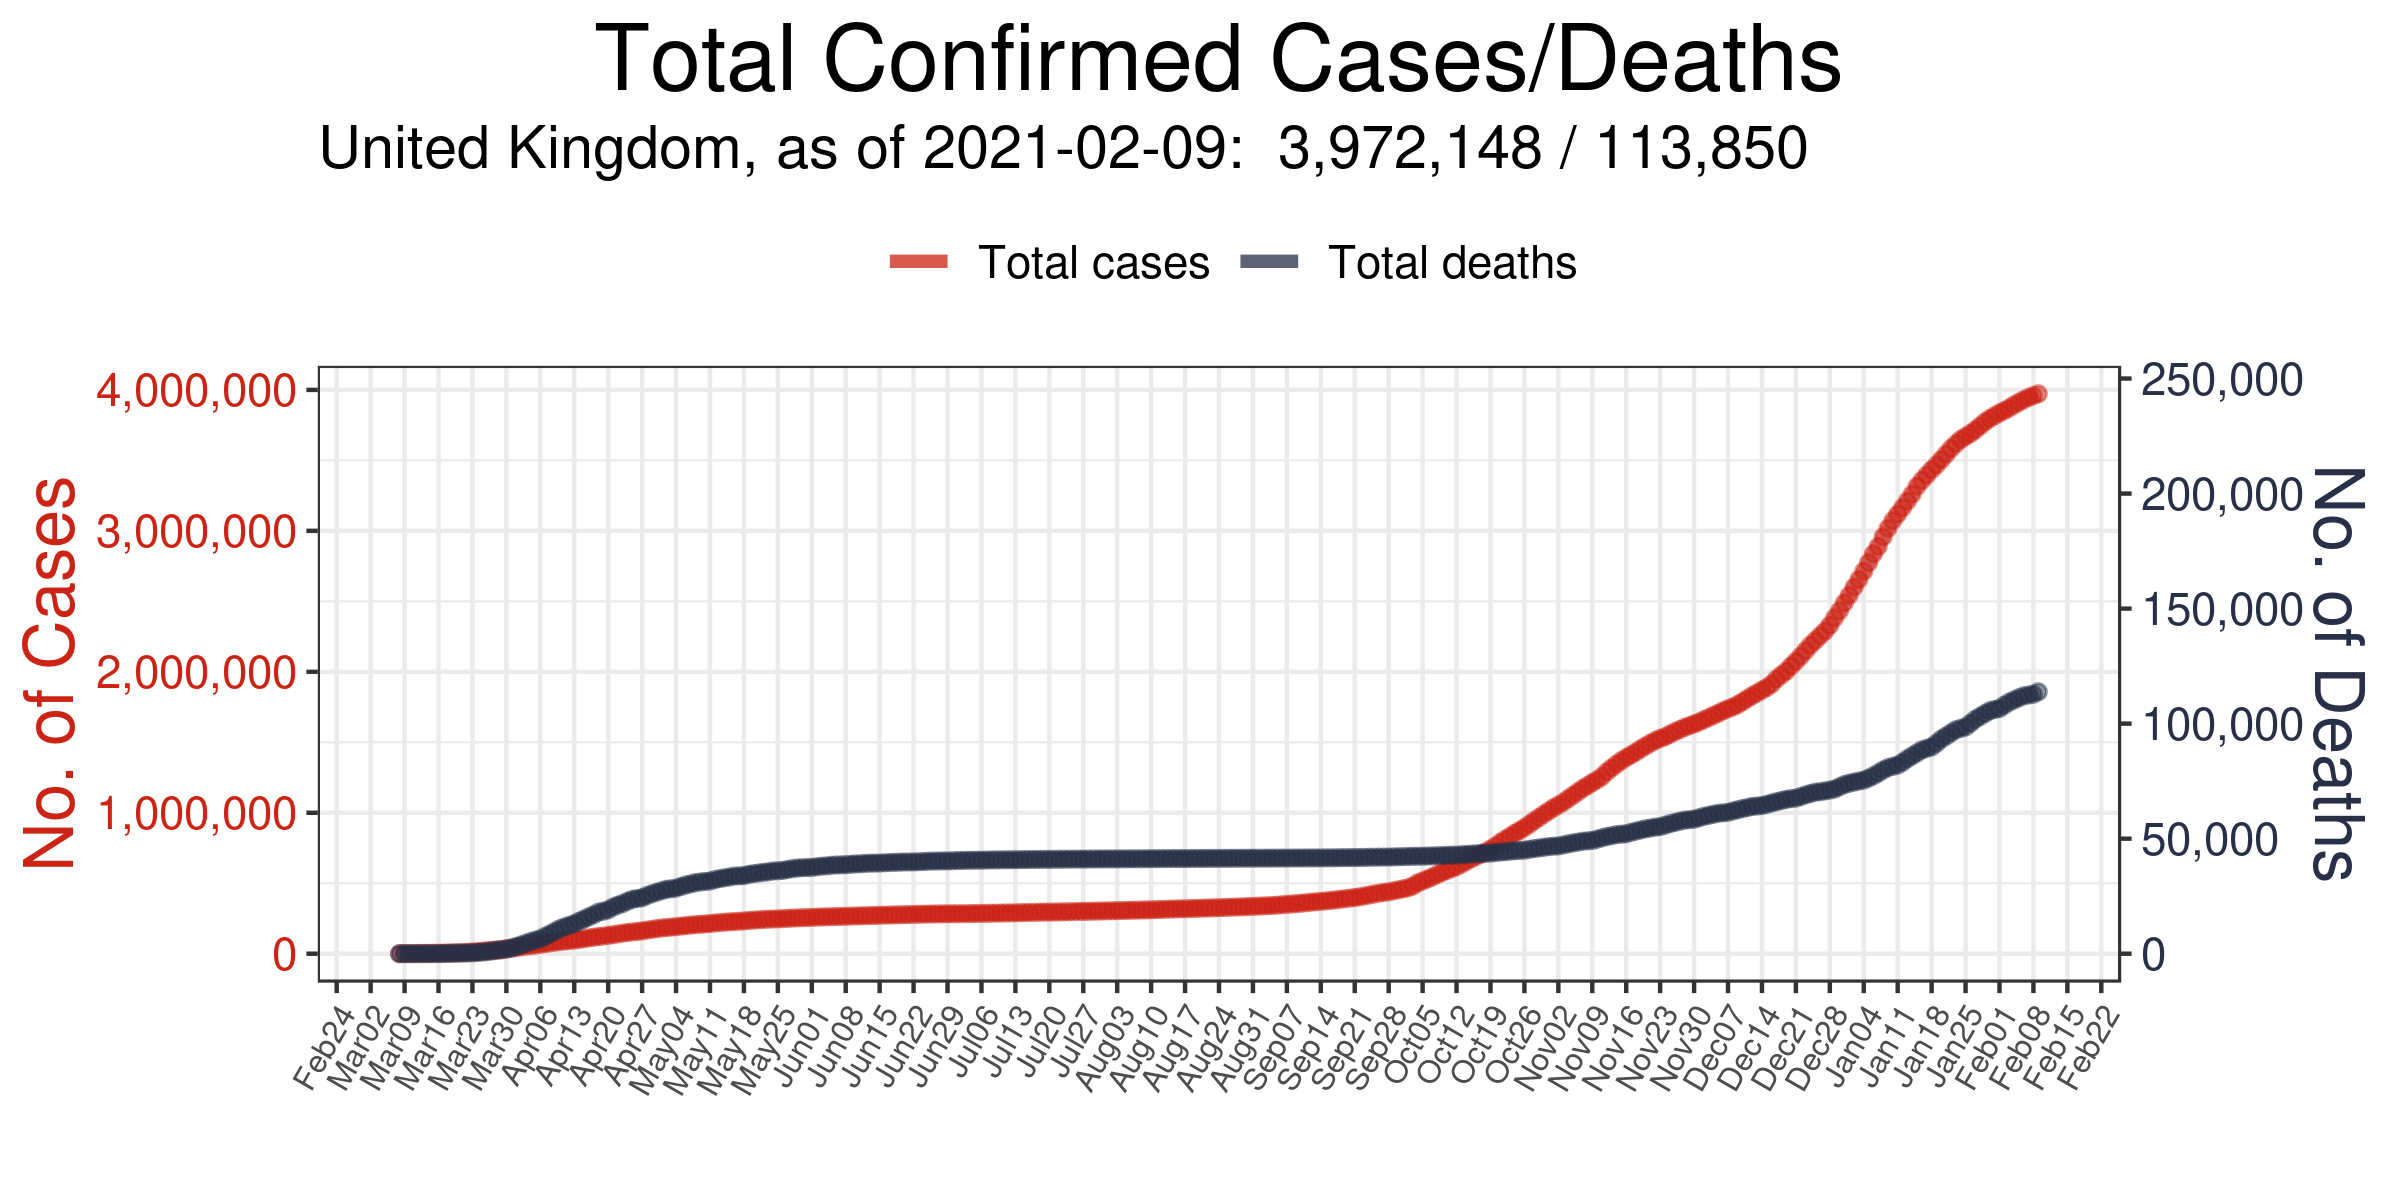 Total Confirmed Cases/Deaths
United Kingdom, as of 2021-02-09: 3,972,148 / 113,850
Total cases
Total deaths
No. of Cases
4,000,000
3,000,000
2,000,000
1,000,000
0
250,000
200,000
150,000
100,000
50,000
0
No. of Deaths
Feb24
Mar02
Mar09
Mar16
Mar23
Mar30
Apr06
Apr13
Apr20
Apr27
May04
May11
May18
May25
Jun01
Jun08
Jun15
Jun22
Jun29
Jul06
Jul13
Jul20
Jul27
Aug03
Aug10
Aug17
Aug24
Aug31
Sep07
Sep14
Sep21
Sep28
Oct05
Oct12
Oct19
Oct26
Nov02
Nov09
Nov16
Nov23
Nov30
Dec07
Dec14
Dec21
Dec28
Jan04
Jan11
Jan18
Jan25
Feb01
Feb08
Feb15
Feb22